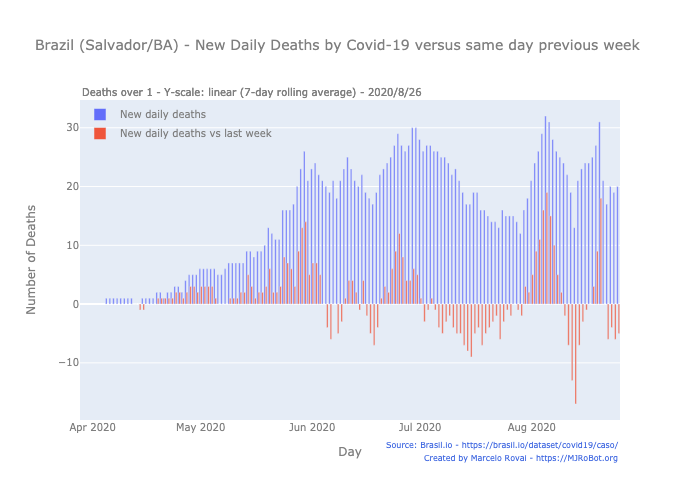 Brazil (Salvador/BA) - New Daily Deaths by Covid-19 versus same day previous week
Deaths over 1 - Y-scale: linear (7-day rolling average) - 2020/8/26
New daily deaths
New daily deaths vs last week
30
20
10
0
−10
Number of Deaths
Apr 2020
May 2020
Jun 2020
Jul 2020
Aug 2020
Day
Source: Brasil.io - https://brasil.io/dataset/covid19/caso/
Created by Marcelo Rovai - https://MJRoBot.org